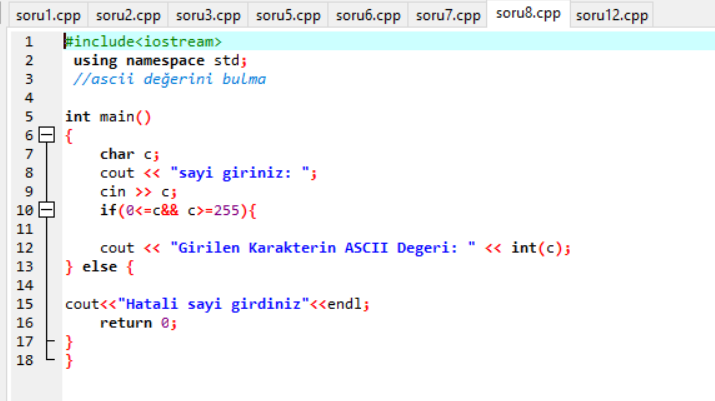 soru1.cpp soru2.cpp soru3.cpp soru5.cpp soru6.cpp soru7.cpp soru8.cpp soru12.cpp
1 #include<iostream>
2 using namespace std;
3 //ascii değerini bulma
4
5 int main()
6 {
7 char c;
8 cout << "sayi giriniz: ";
9 cin >> c;
10 if(0<=c&& c>=255){
11
12 cout << "Girilen Karakterin ASCII Degeri: " << int(c);
13 } else {
14
15 cout<<"Hatali sayi girdiniz"<<endl;
16 return 0;
17 }
18 }